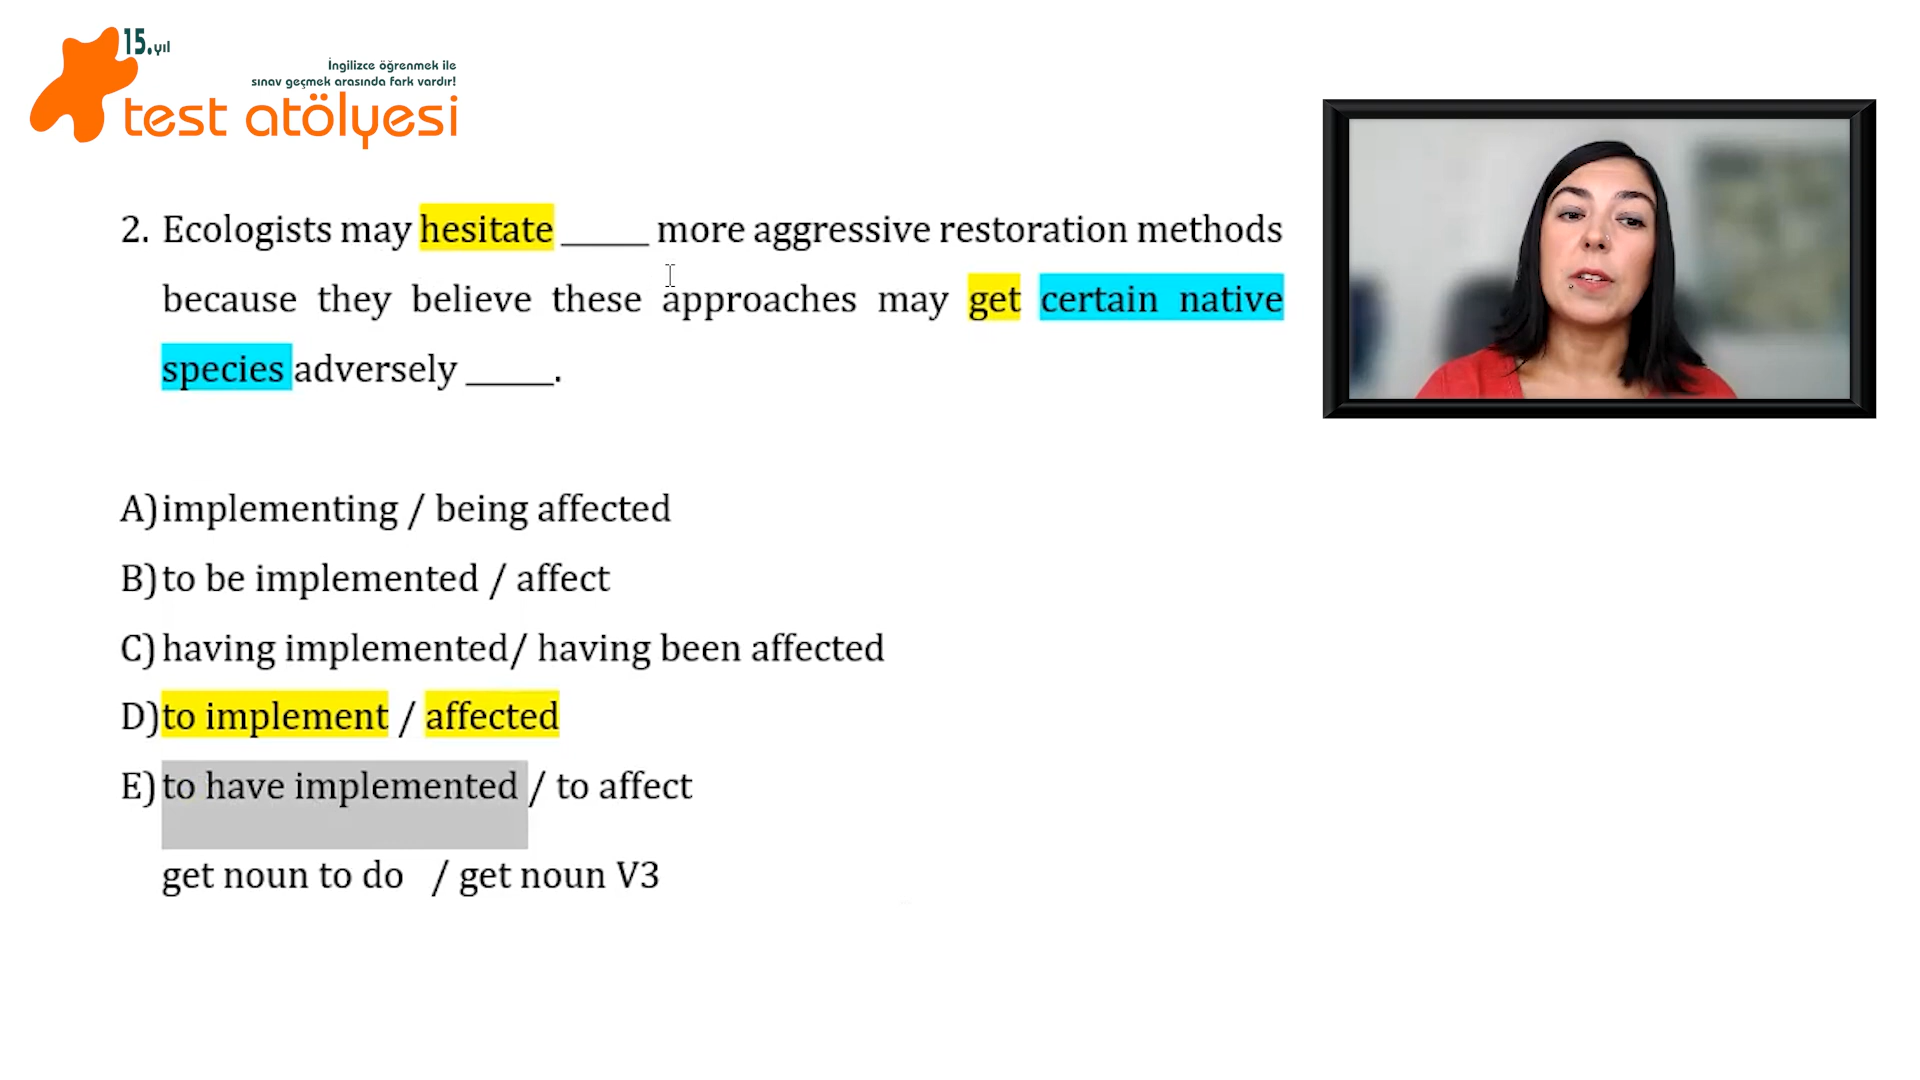 15.yıl
İngilizce öğrenmek ile
sınav geçmek arasında fark vardır!
test atölyesi
2. Ecologists may hesitate _____ more aggressive restoration methods
because they believe these approaches may get certain native
species adversely _____.
A) implementing / being affected
B) to be implemented / affect
C) having implemented/ having been affected
D) to implement / affected
E) to have implemented / to affect
get noun to do / get noun V3